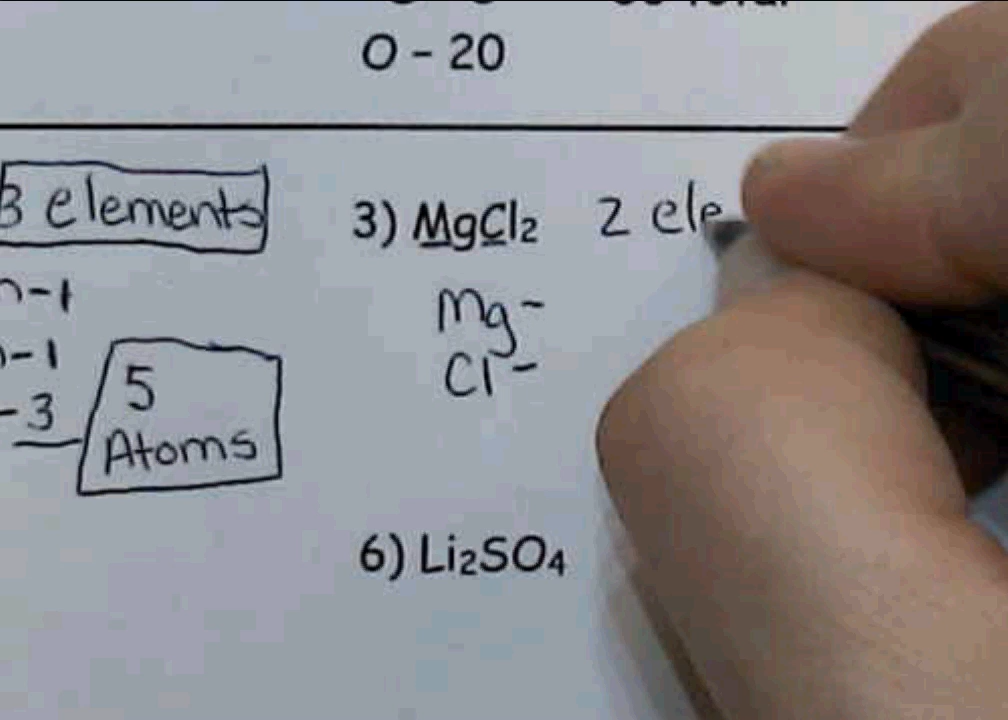 O - 20
3 elements
3) MgCl₂ 2 ele
Mg-
Cl-
-1
-1
-3
5
Atoms
6) Li₂SO₄